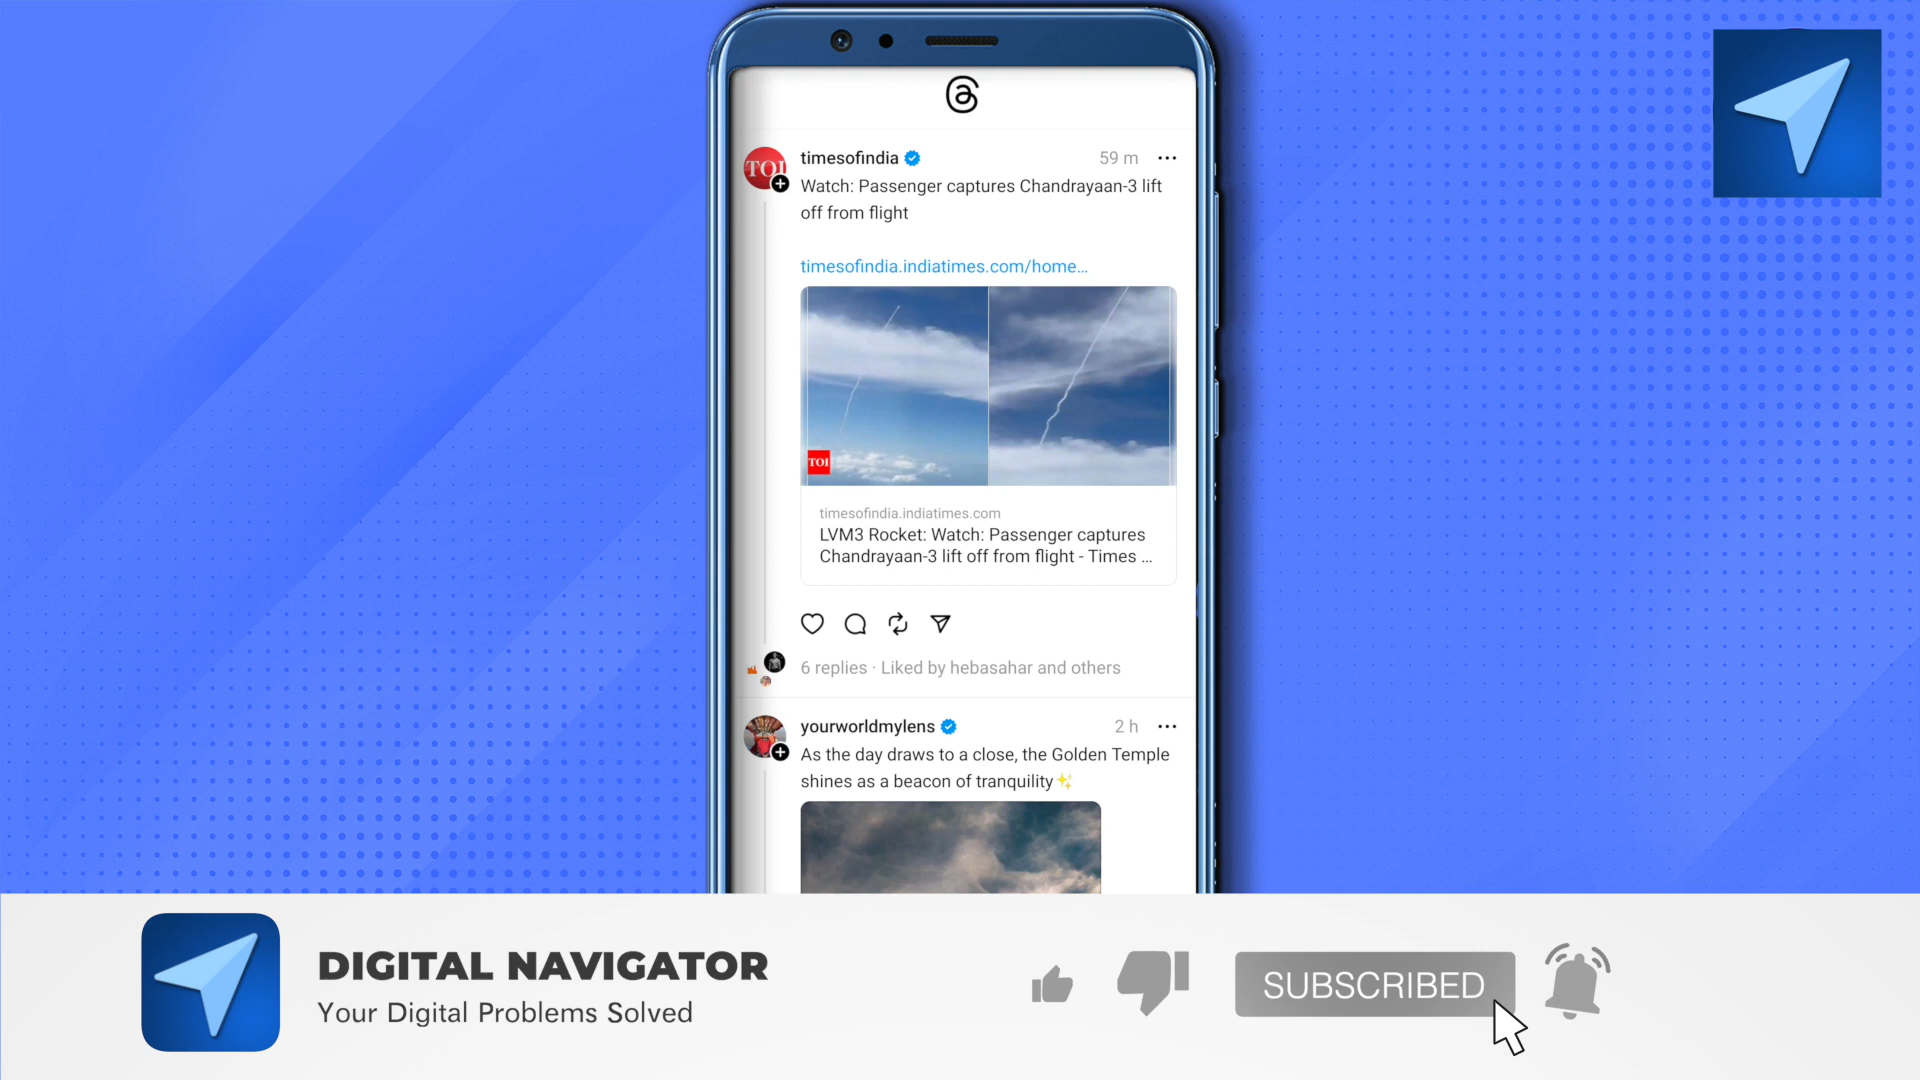 timesofindia
59 m
Watch: Passenger captures Chandrayaan-3 lift
off from flight
timesofindia.indiatimes.com/home...
TOI
TOI
timesofindia.indiatimes.com
LVM3 Rocket: Watch: Passenger captures
Chandrayaan-3 lift off from flight - Times ...
6 replies · Liked by hebasahar and others
yourworldmylens
2 h
As the day draws to a close, the Golden Temple
shines as a beacon of tranquility✨
DIGITAL NAVIGATOR
Your Digital Problems Solved
SUBSCRIBED